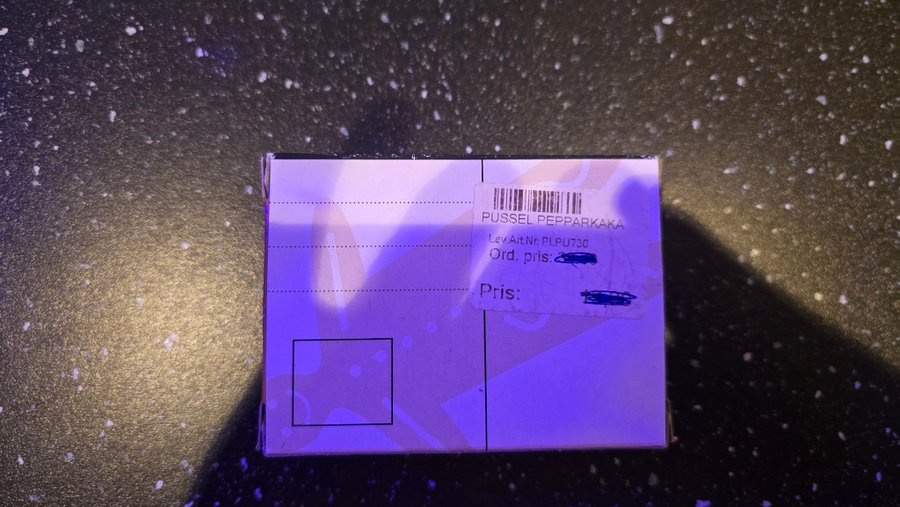 PUSSEL PEPPARKAKA
Lev.Art.Nr: PLPU730
Ord. pris:
Pris: